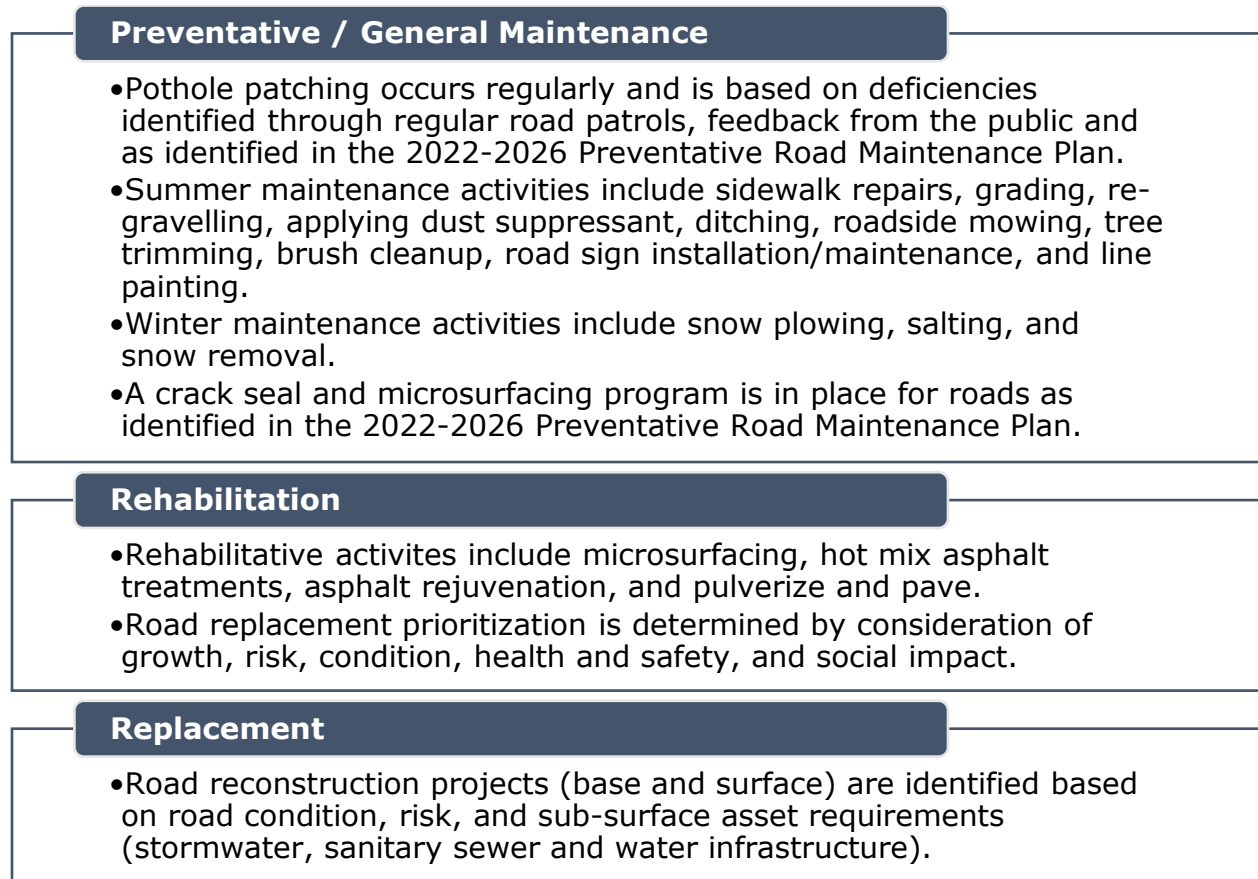 Preventative / General Maintenance
•Pothole patching occurs regularly and is based on deficiencies
identified through regular road patrols, feedback from the public and
as identified in the 2022-2026 Preventative Road Maintenance Plan.
•Summer maintenance activities include sidewalk repairs, grading, re-
gravelling, applying dust suppressant, ditching, roadside mowing, tree
trimming, brush cleanup, road sign installation/maintenance, and line
painting.
•Winter maintenance activities include snow plowing, salting, and
snow removal.
•A crack seal and microsurfacing program is in place for roads as
identified in the 2022-2026 Preventative Road Maintenance Plan.
Rehabilitation
•Rehabilitative activites include microsurfacing, hot mix asphalt
treatments, asphalt rejuvenation, and pulverize and pave.
•Road replacement prioritization is determined by consideration of
growth, risk, condition, health and safety, and social impact.
Replacement
•Road reconstruction projects (base and surface) are identified based
on road condition, risk, and sub-surface asset requirements
(stormwater, sanitary sewer and water infrastructure).